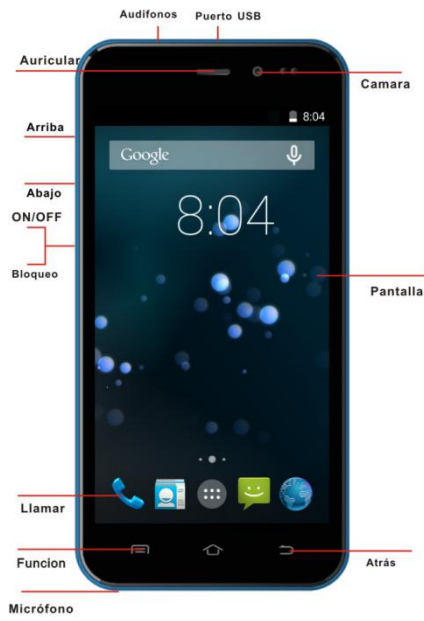 Audifonos Puerto USB
Auricular
Camara
8:04
Arriba
Google
Abajo
8:04
ON/OFF
Bloqueo
Pantalla
Llamar
Funcion
Atrás
Micrófono